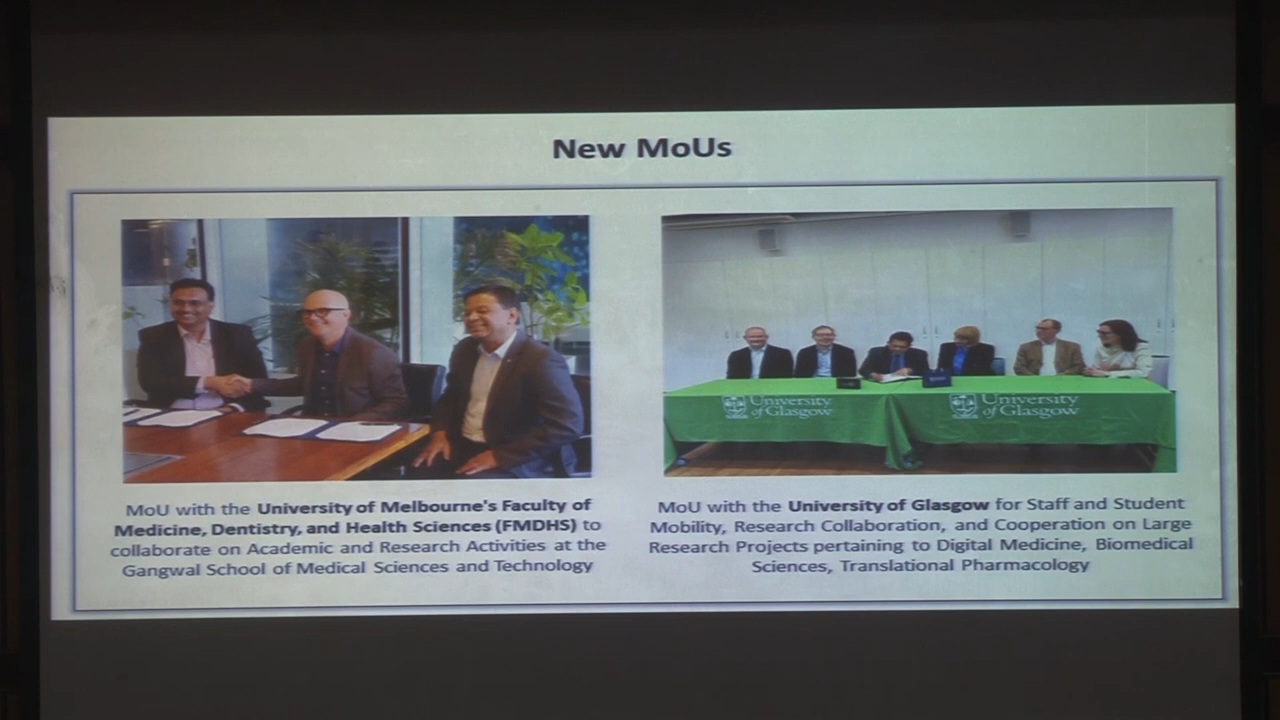 New MoUs
MoU with the University of Melbourne's Faculty of
Medicine, Dentistry, and Health Sciences (FMDHS) to
collaborate on Academic and Research Activities at the
Gangwal School of Medical Sciences and Technology
University
of Glasgow
University
of Glasgow
MoU with the University of Glasgow for Staff and Student
Mobility, Research Collaboration, and Cooperation on Large
Research Projects pertaining to Digital Medicine, Biomedical
Sciences, Translational Pharmacology